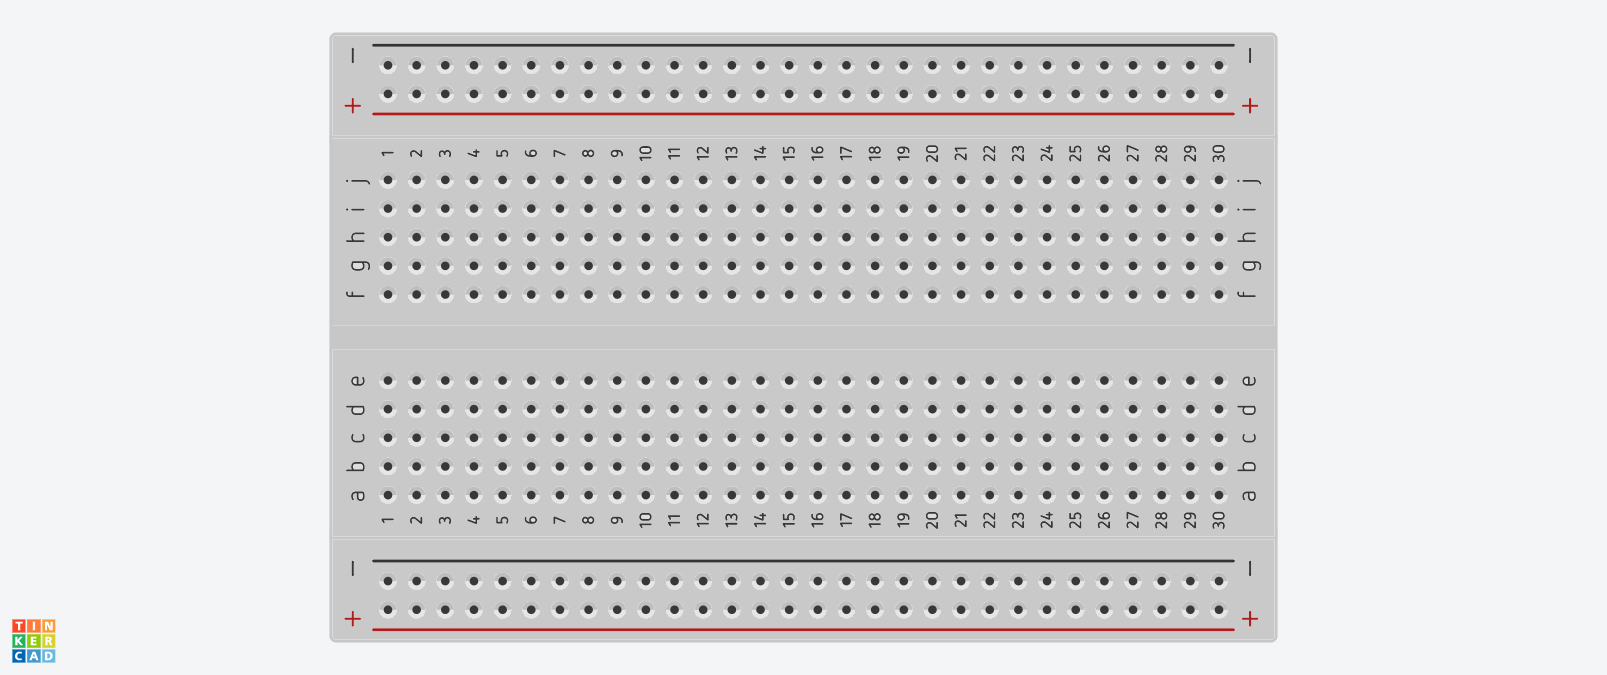 − −
+ +
1 2 3 4 5 6 7 8 9 10 11 12 13 14 15 16 17 18 19 20 21 22 23 24 25 26 27 28 29 30
j j
i i
h h
g g
f f
e e
d d
c c
b b
a a
1 2 3 4 5 6 7 8 9 10 11 12 13 14 15 16 17 18 19 20 21 22 23 24 25 26 27 28 29 30
− −
+ +
TIN
KER
CAD